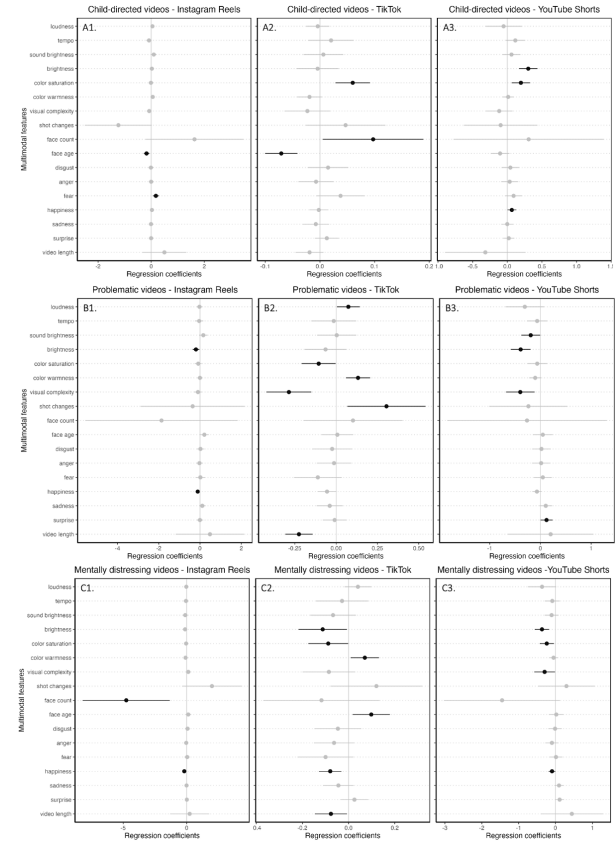 Child-directed videos - Instagram Reels
Child-directed videos - TikTok
Child-directed videos - YouTube Shorts
A1.
A2.
A3.
Multimodal features
loudness
tempo
sound brightness
brightness
color saturation
color warmness
visual complexity
shot changes
face count
face age
disgust
anger
fear
happiness
sadness
surprise
video length
-2 0 2
-0.1 0.0 0.1 0.2
1.0 0.5 0.0 0.5 1.0
Regression coefficients
Regression coefficients
Regression coefficients
Problematic videos - Instagram Reels
Problematic videos - TikTok
Problematic videos - YouTube Shorts
B1.
B2.
B3.
Multimodal features
loudness
tempo
sound brightness
brightness
color saturation
color warmness
visual complexity
shot changes
face count
face age
disgust
anger
fear
happiness
sadness
surprise
video length
-4 -2 0 2
-0.25 0.00 0.25 0.50
-1 0 1
Regression coefficients
Regression coefficients
Regression coefficients
Mentally distressing videos - Instagram Reels
Mentally distressing videos - TikTok
Mentally distressing videos -YouTube Shorts
C1.
C2.
C3.
Multimodal features
loudness
tempo
sound brightness
brightness
color saturation
color warmness
visual complexity
shot changes
face count
face age
disgust
anger
fear
happiness
sadness
surprise
video length
-5 0
0.4 -0.2 0.0 0.2
-3 -2 -1 0 1
Regression coefficients
Regression coefficients
Regression coefficients